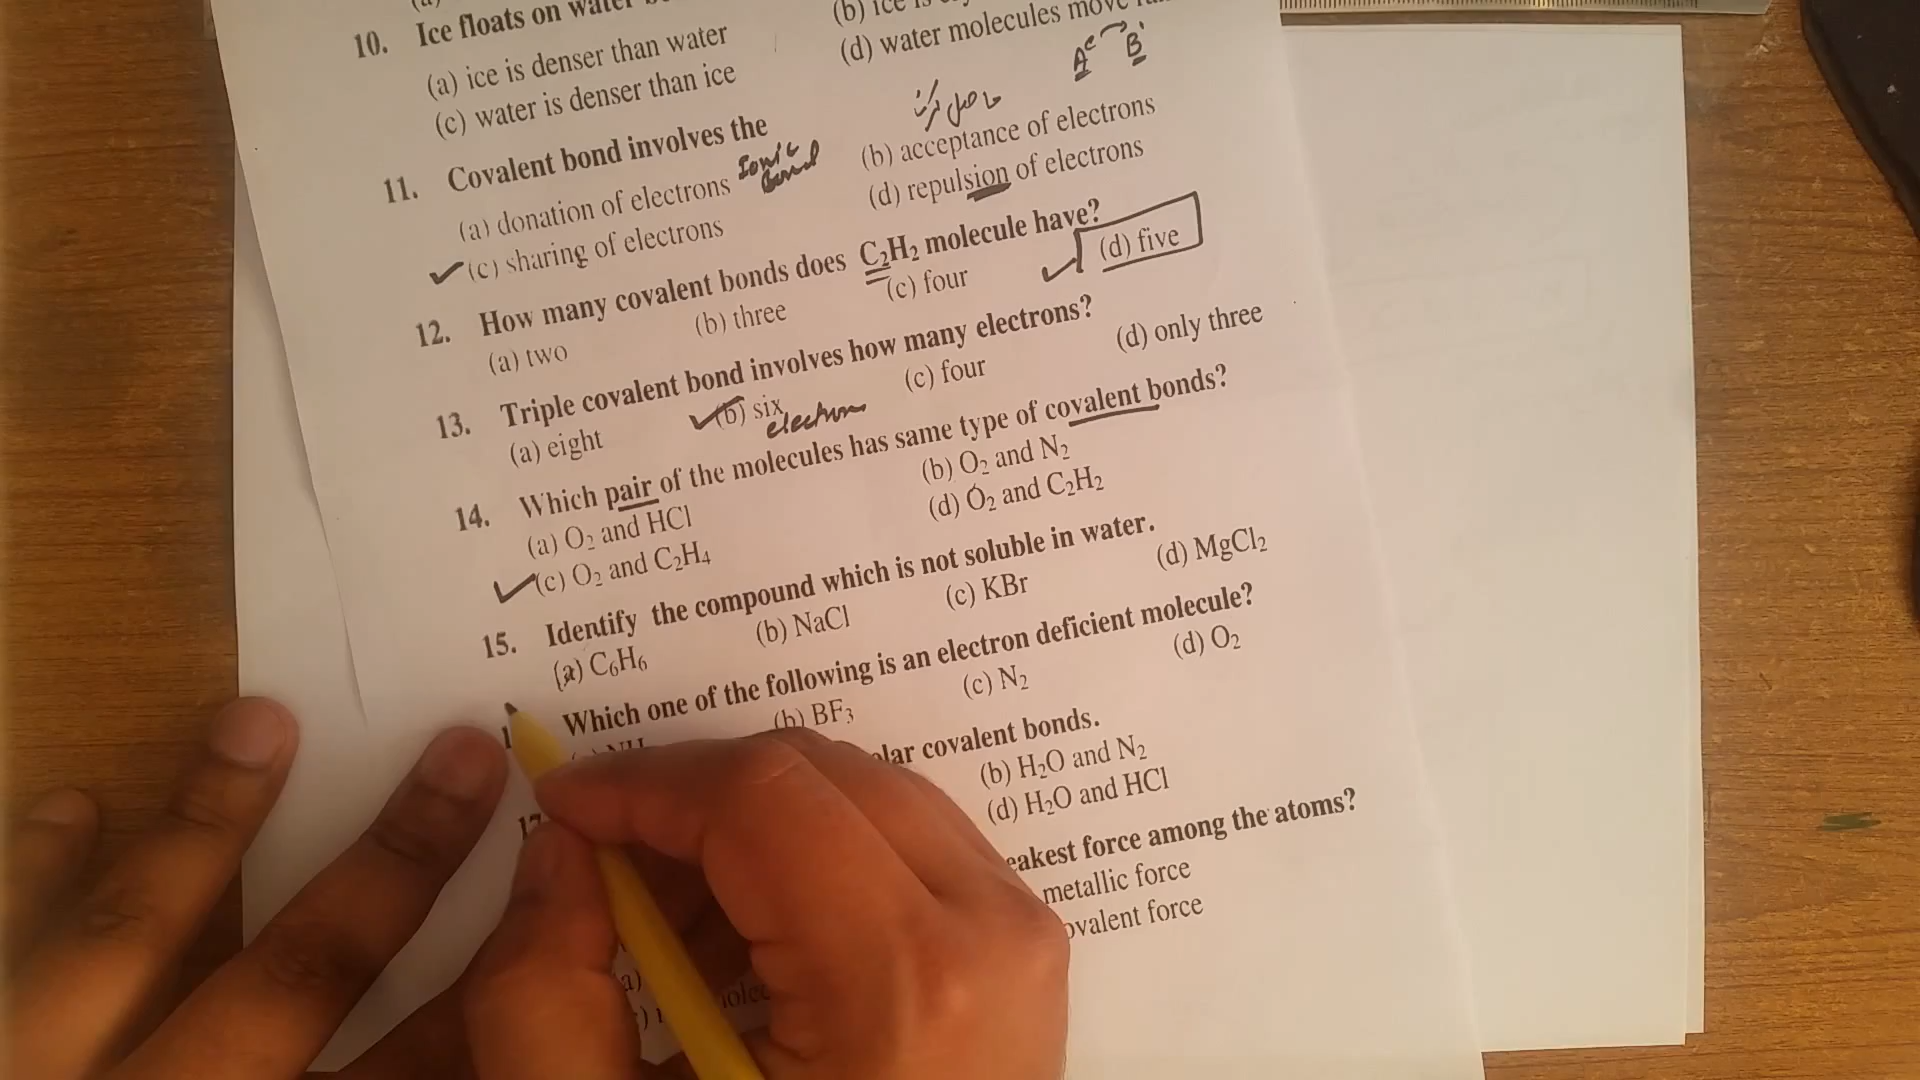 10. Ice floats on water
(a) ice is denser than water
(b) ice is
(c) water is denser than ice
(d) water molecules move
A e B
11. Covalent bond involves the
(a) donation of electrons Ionic bond
(b) acceptance of electrons
(c) sharing of electrons
(d) repulsion of electrons
12. How many covalent bonds does C₂H₂ molecule have?
(a) two (b) three (c) four (d) five
13. Triple covalent bond involves how many electrons?
(a) eight (b) six electron (c) four (d) only three
14. Which pair of the molecules has same type of covalent bonds?
(a) O₂ and HCl (b) O₂ and N₂
(c) O₂ and C₂H₄ (d) O₂ and C₂H₂
15. Identify the compound which is not soluble in water.
(a) C₆H₆ (b) NaCl (c) KBr (d) MgCl₂
Which one of the following is an electron deficient molecule?
(b) BF₃ (c) N₂ (d) O₂
17 covalent bonds.
(b) H₂O and N₂
(d) H₂O and HCl
force among the atoms?
metallic force
force
(a)